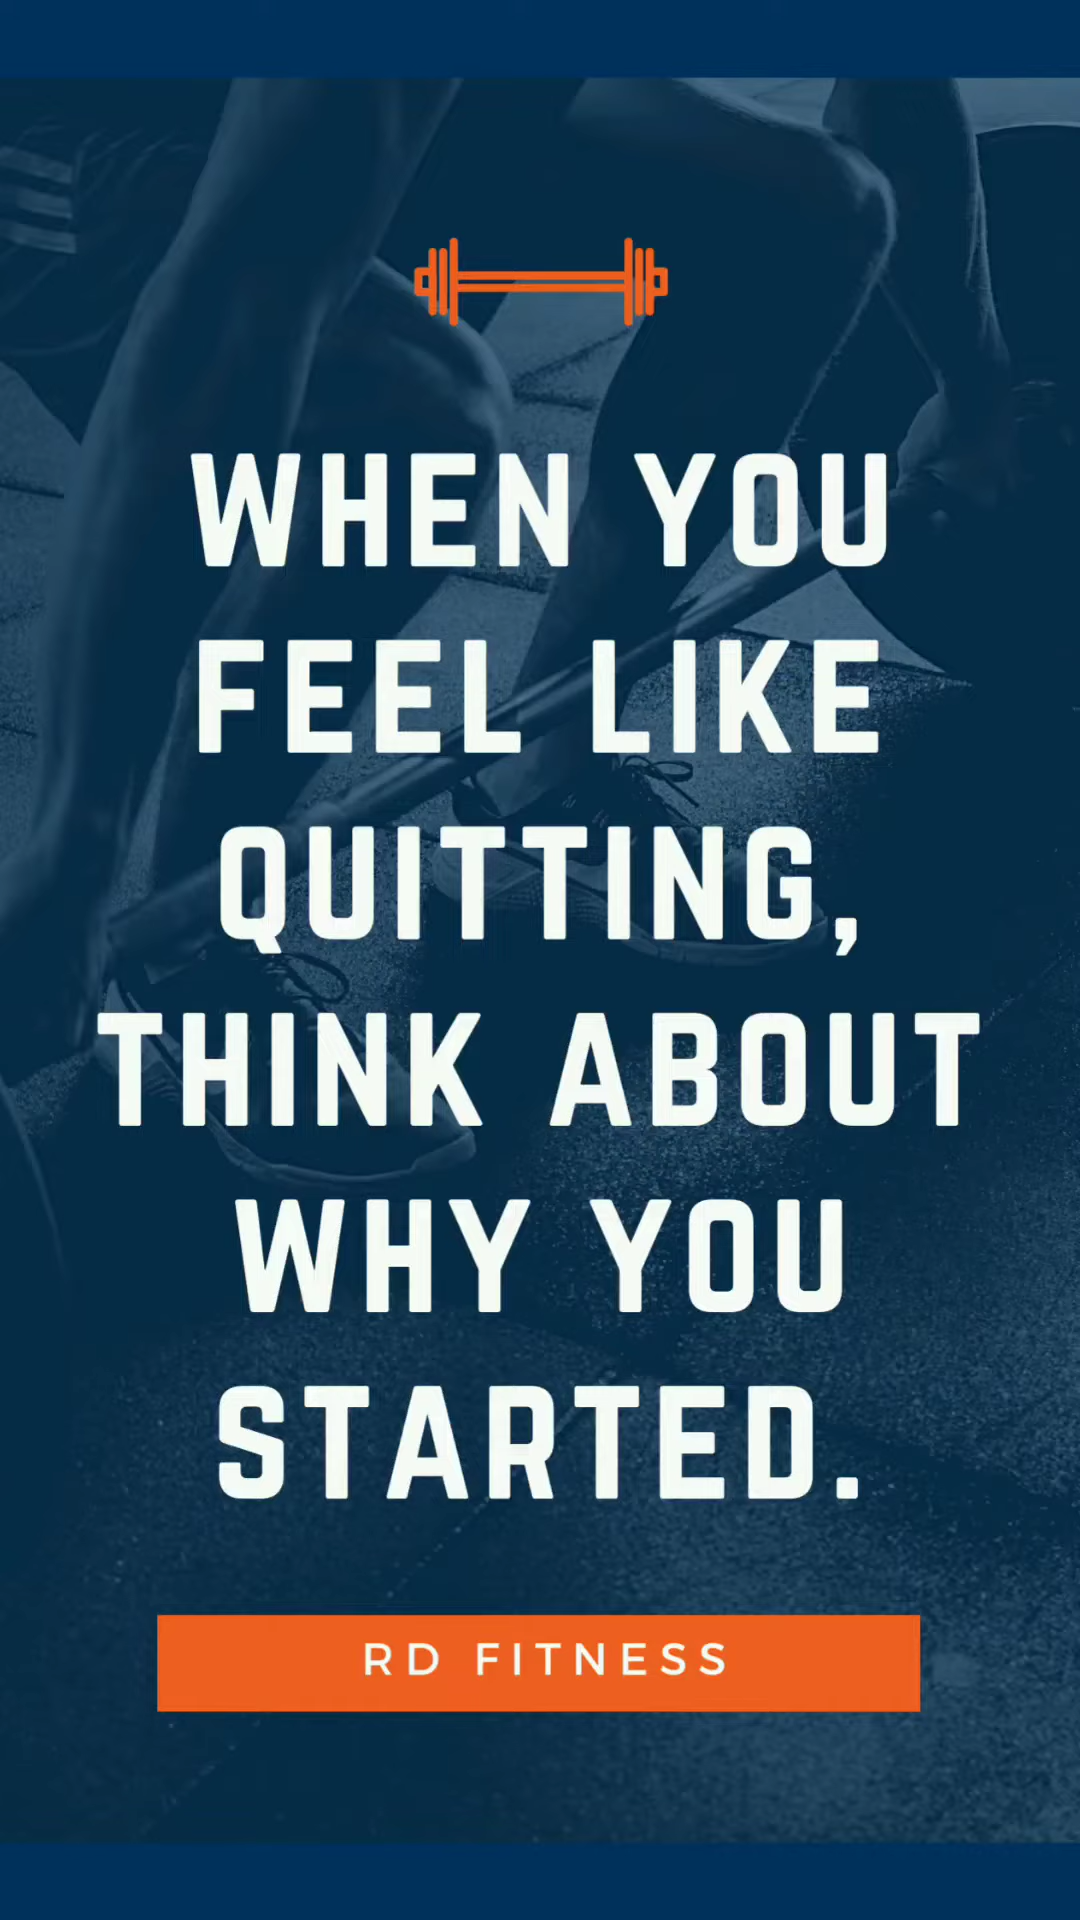 WHEN YOU
FEEL LIKE
QUITTING,
THINK ABOUT
WHY YOU
STARTED.
RD FITNESS